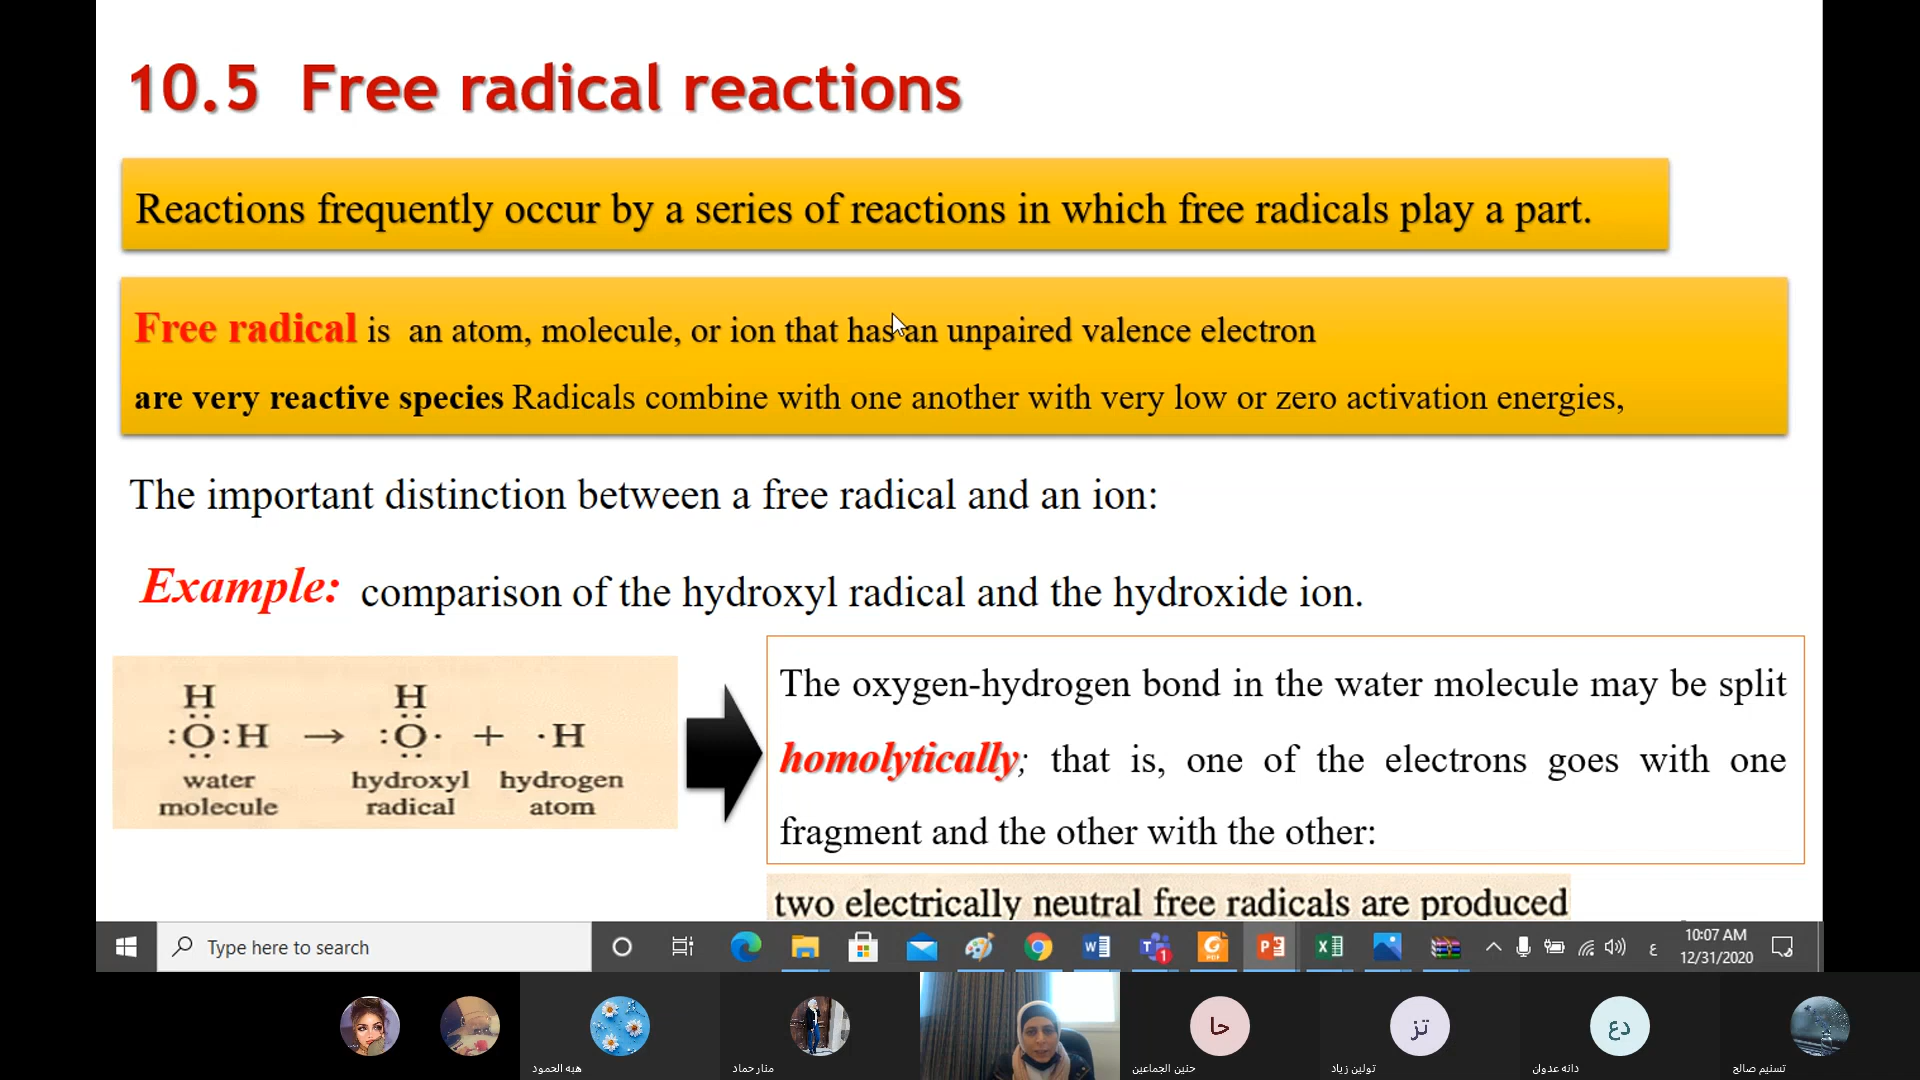 10.5 Free radical reactions
Reactions frequently occur by a series of reactions in which free radicals play a part.
Free radical is an atom, molecule, or ion that has an unpaired valence electron
are very reactive species Radicals combine with one another with very low or zero activation energies,
The important distinction between a free radical and an ion:
Example: comparison of the hydroxyl radical and the hydroxide ion.
H H
:O:H → :O· + ·H
water hydroxyl hydrogen
molecule radical atom
The oxygen-hydrogen bond in the water molecule may be split
homolytically; that is, one of the electrons goes with one
fragment and the other with the other:
two electrically neutral free radicals are produced
Type here to search
1
PDF
ع
10:07 AM
12/31/2020
حا
تز
دع
هبه الحمود
منار حماد
حنين الجماعين
تولين زياد
دانه عدوان
تسنيم صالح